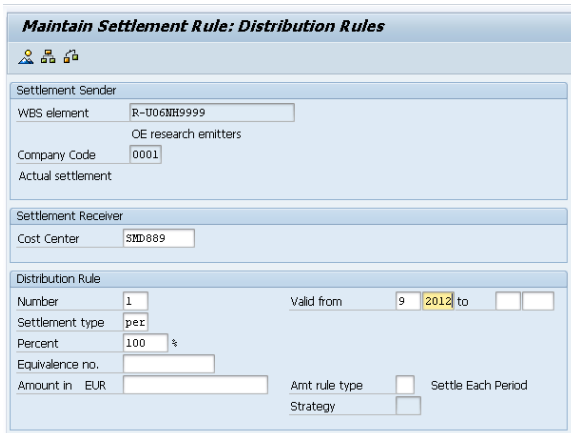 Maintain Settlement Rule: Distribution Rules
Settlement Sender
WBS element R-U06NH9999
OE research emitters
Company Code 0001
Actual settlement
Settlement Receiver
Cost Center SMD889
Distribution Rule
Number 1 Valid from 9 2012 to
Settlement type per
Percent 100 %
Equivalence no.
Amount in EUR Amt rule type Settle Each Period
Strategy